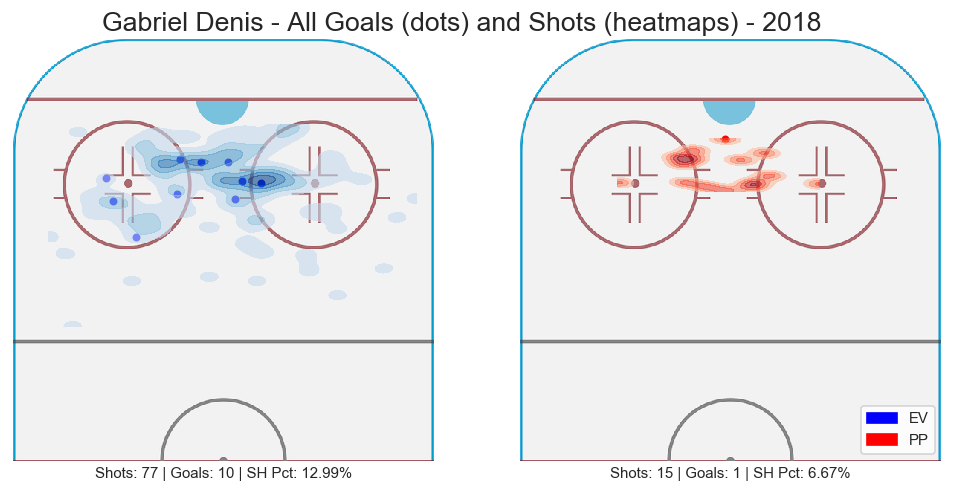 Gabriel Denis - All Goals (dots) and Shots (heatmaps) - 2018
EV
PP
Shots: 77 | Goals: 10 | SH Pct: 12.99%
Shots: 15 | Goals: 1 | SH Pct: 6.67%